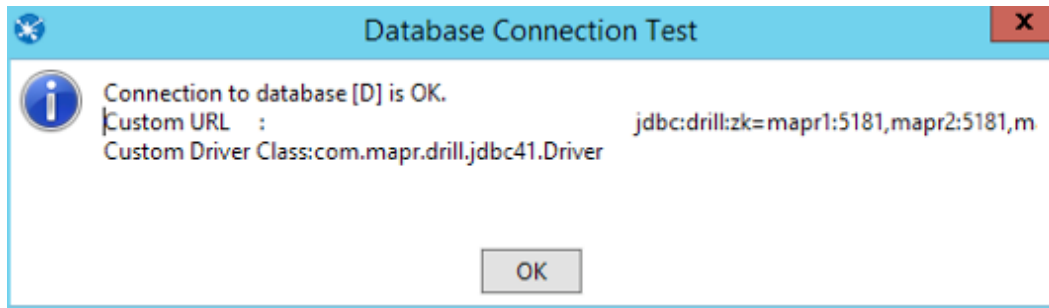 Database Connection Test
X
Connection to database [D] is OK.
Custom URL : jdbc:drill:zk=mapr1:5181,mapr2:5181,m
Custom Driver Class:com.mapr.drill.jdbc41.Driver
OK